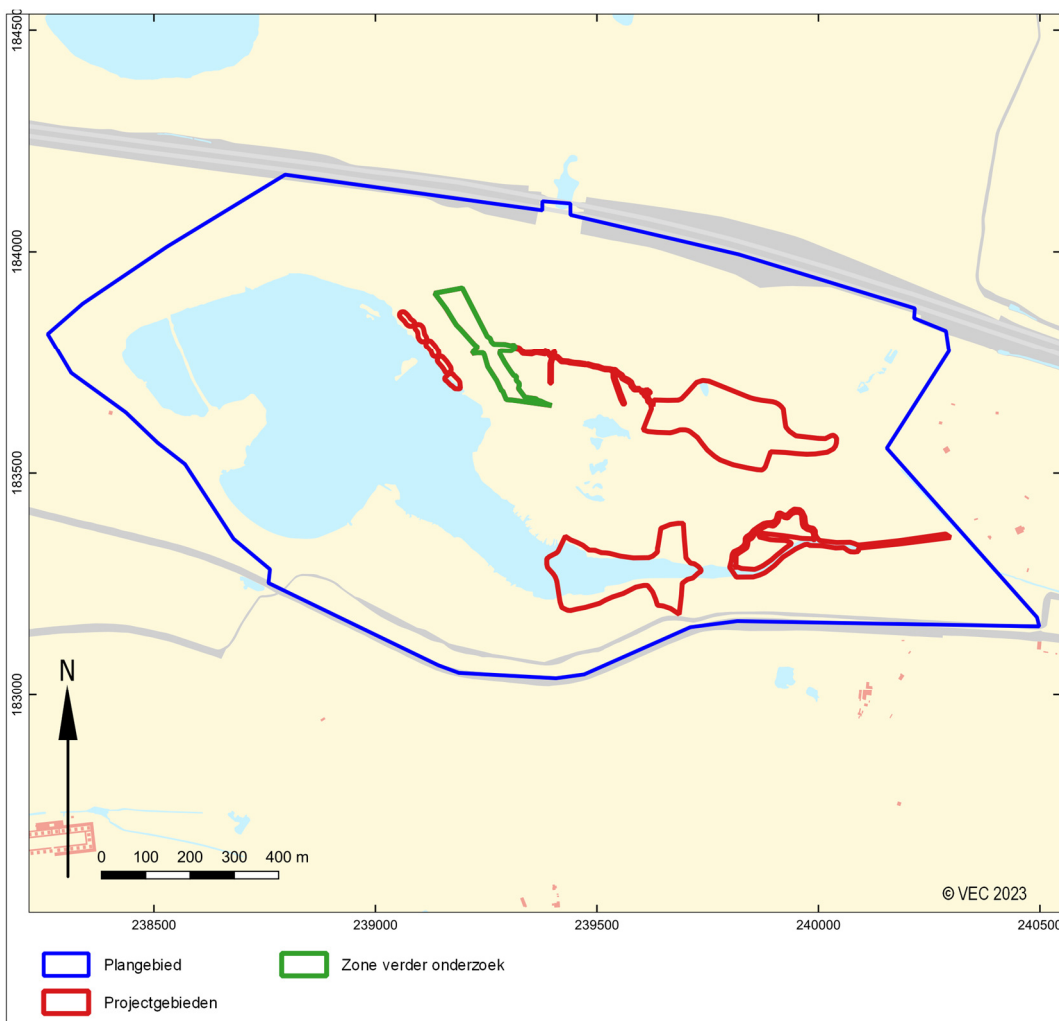 184500
184000
183500
183000
N
0 100 200 300 400 m
© VEC 2023
238500 239000 239500 240000 240500
Plangebied
Zone verder onderzoek
Projectgebieden